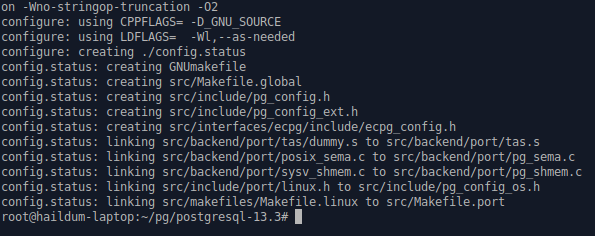 on -Wno-stringop-truncation -O2
configure: using CPPFLAGS= -D_GNU_SOURCE
configure: using LDFLAGS=  -Wl,--as-needed
configure: creating ./config.status
config.status: creating GNUmakefile
config.status: creating src/Makefile.global
config.status: creating src/include/pg_config.h
config.status: creating src/include/pg_config_ext.h
config.status: creating src/interfaces/ecpg/include/ecpg_config.h
config.status: linking src/backend/port/tas/dummy.s to src/backend/port/tas.s
config.status: linking src/backend/port/posix_sema.c to src/backend/port/pg_sema.c
config.status: linking src/backend/port/sysv_shmem.c to src/backend/port/pg_shmem.c
config.status: linking src/include/port/linux.h to src/include/pg_config_os.h
config.status: linking src/makefiles/Makefile.linux to src/Makefile.port
root@haildum-laptop:~/pg/postgresql-13.3#